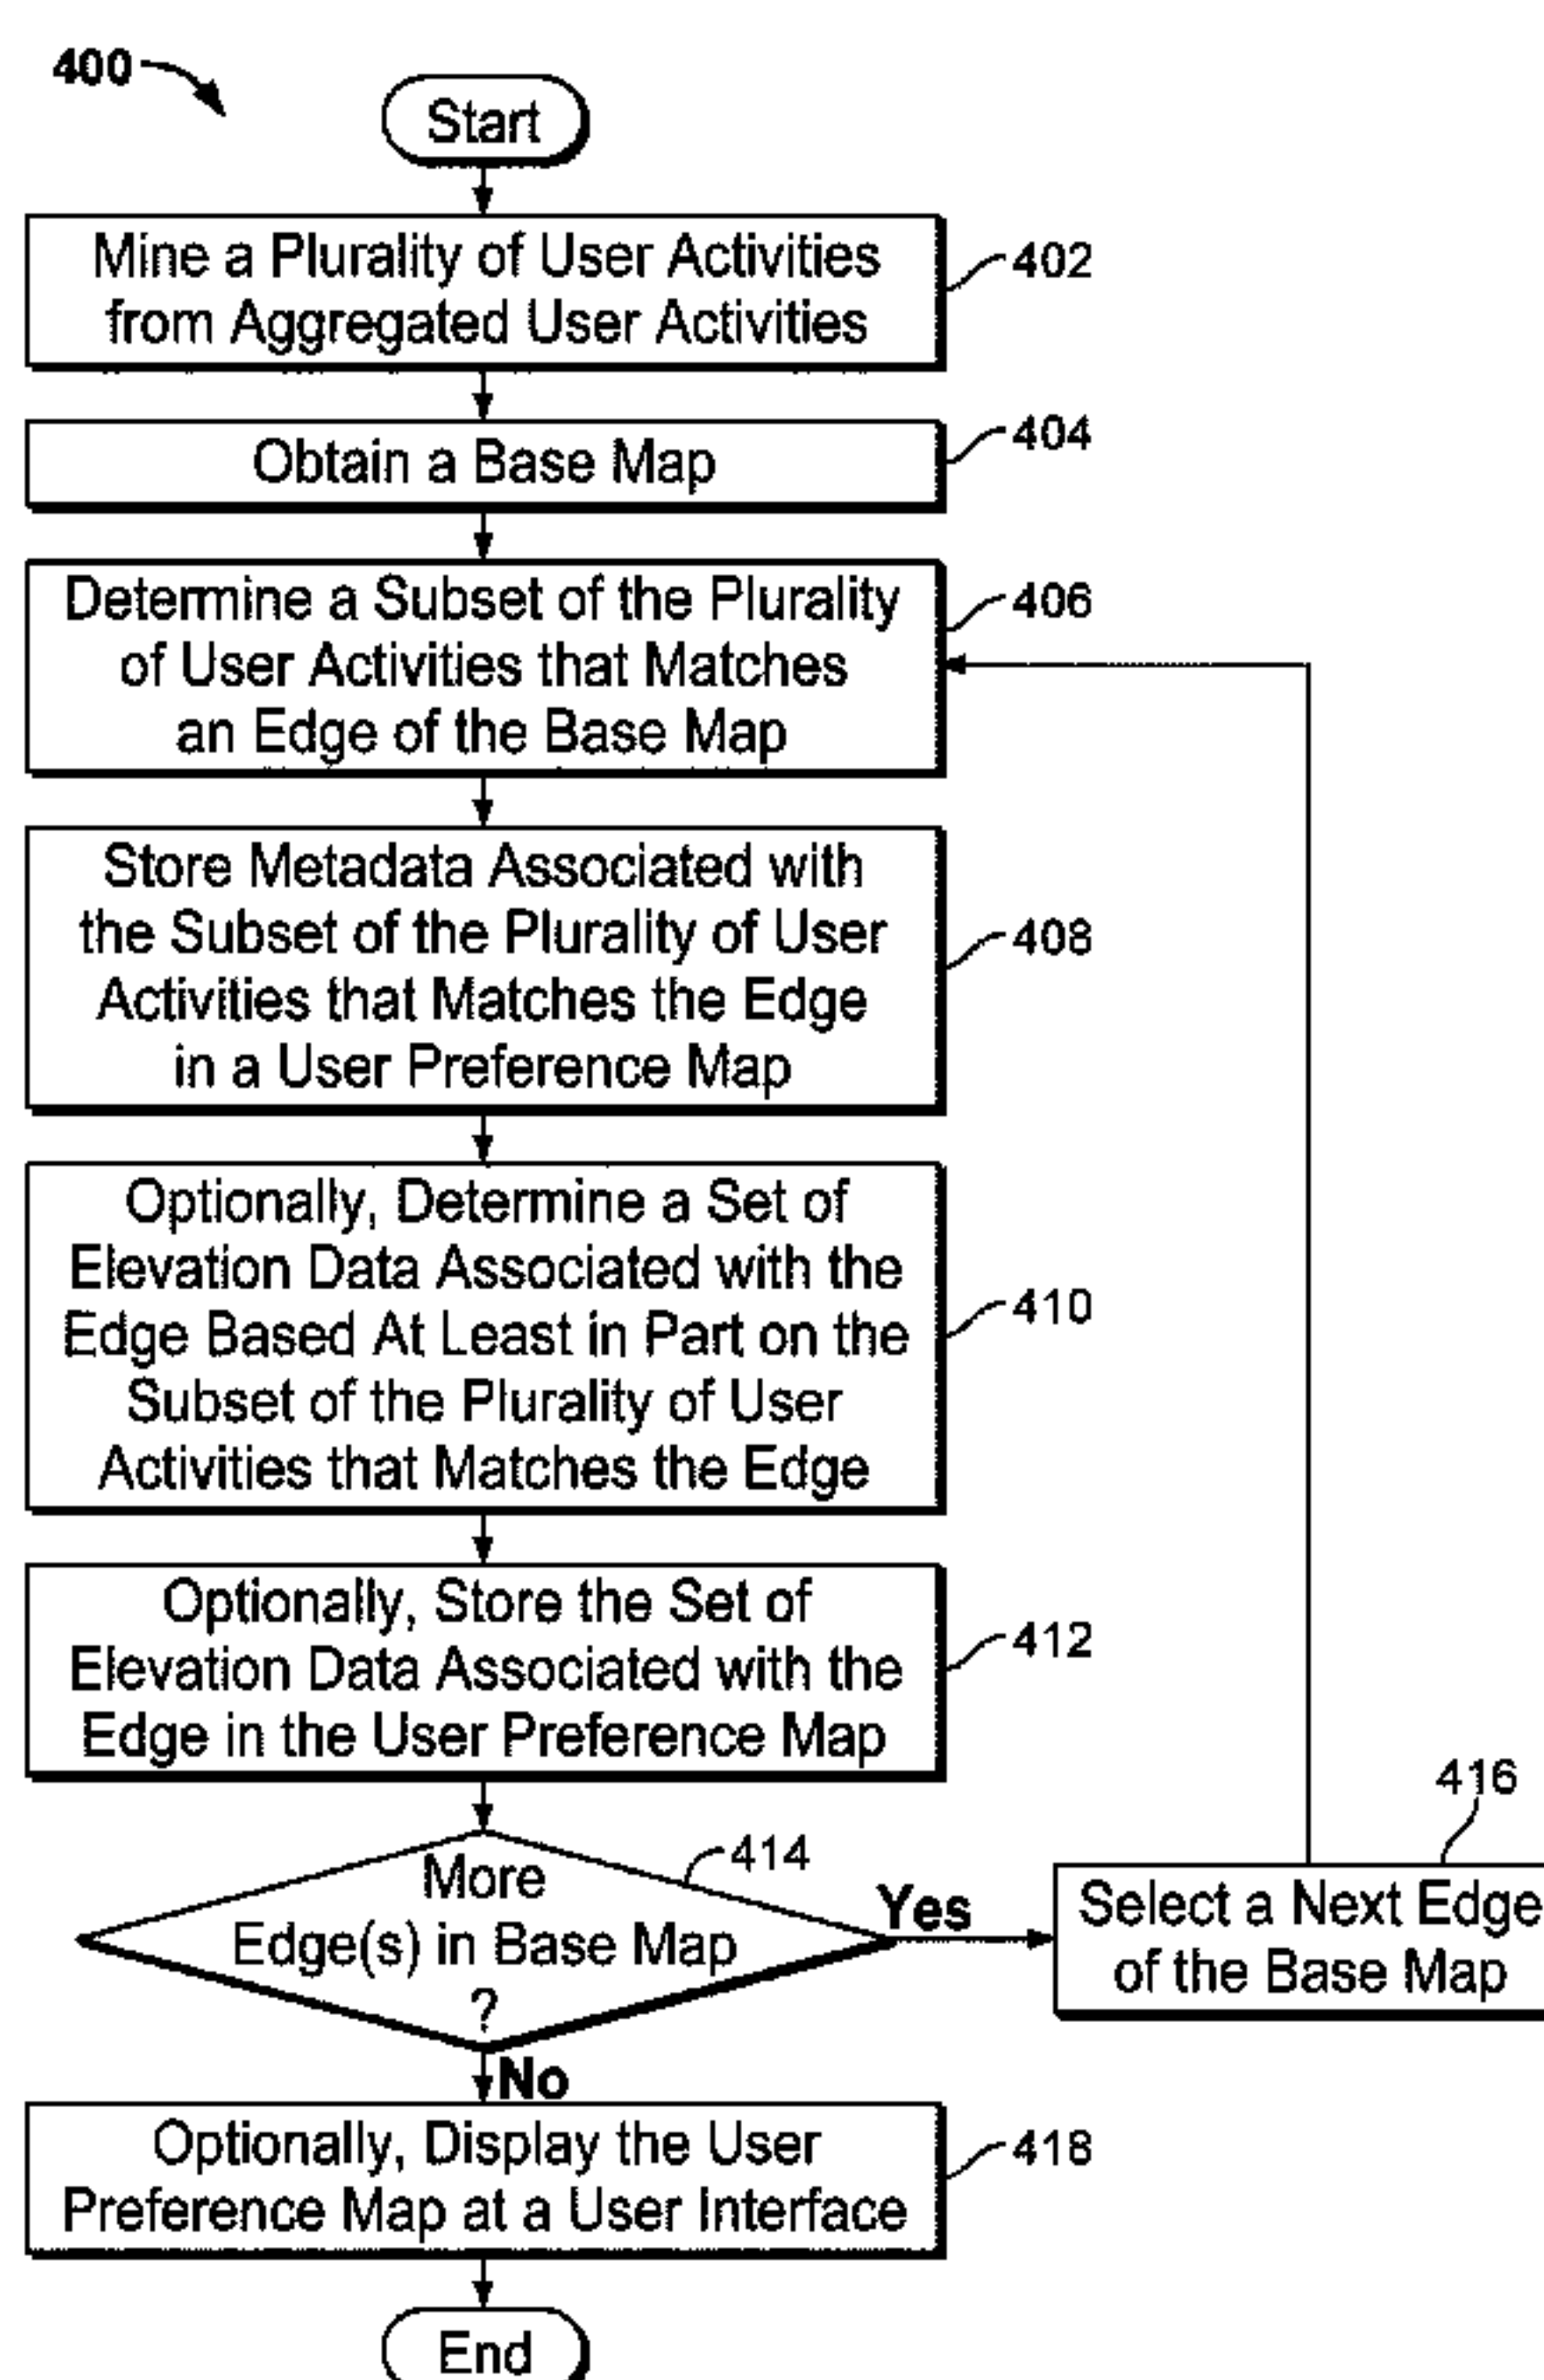 400
Start
Mine a Plurality of User Activities
from Aggregated User Activities
402
Obtain a Base Map
404
Determine a Subset of the Plurality
of User Activities that Matches
an Edge of the Base Map
406
Store Metadata Associated with
the Subset of the Plurality of User
Activities that Matches the Edge
in a User Preference Map
408
Optionally, Determine a Set of
Elevation Data Associated with the
Edge Based At Least in Part on the
Subset of the Plurality of User
Activities that Matches the Edge
410
Optionally, Store the Set of
Elevation Data Associated with the
Edge in the User Preference Map
412
More
Edge(s) in Base Map
?
414
Yes
416
Select a Next Edge
of the Base Map
No
Optionally, Display the User
Preference Map at a User Interface
418
End